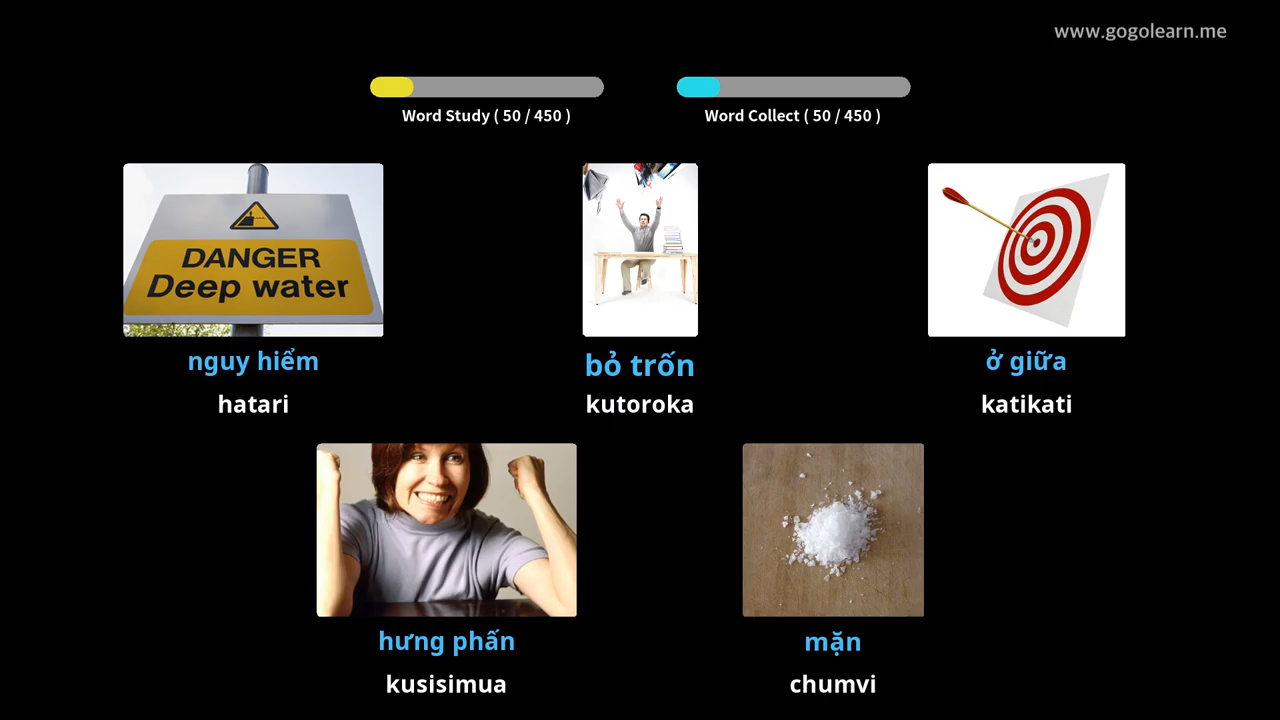 www.gogolearn.me
Word Study ( 50 / 450 )
Word Collect ( 50 / 450 )
DANGER
Deep water
nguy hiểm
hatari
bỏ trốn
kutoroka
ở giữa
katikati
hưng phấn
kusisimua
mặn
chumvi